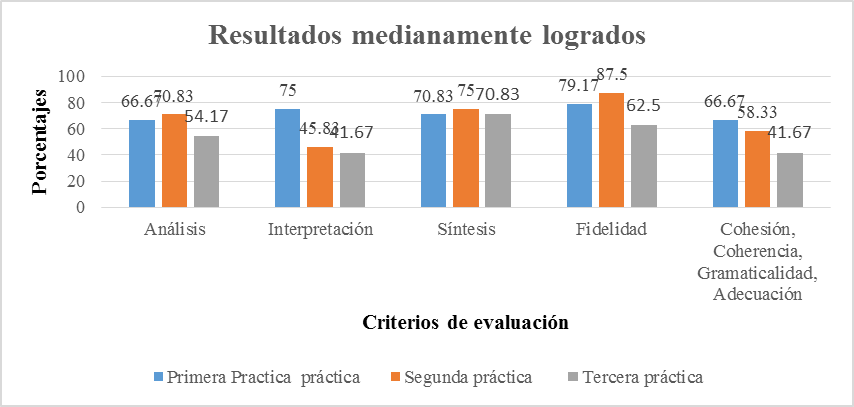 Resultados medianamente logrados
Porcentajes
100
80
60
40
20
0
66.67
70.83
54.17
75
45.83
41.67
70.83
75
70.83
79.17
87.5
62.5
66.67
58.33
41.67
Análisis
Interpretación
Síntesis
Fidelidad
Cohesión,
Coherencia,
Gramaticalidad,
Adecuación
Criterios de evaluación
Primera Practica práctica
Segunda práctica
Tercera práctica